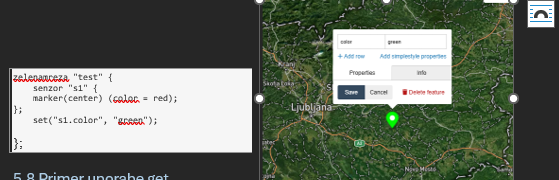 zelenamreza "test" {
senzor "s1" {
marker(center) (color = red);
};
set("s1.color", "green");
};
5.8 Primer uporabe get
color green
+ Add row Add simplestyle properties
Properties Info
Save Cancel Delete feature
Kranj
Škofja Loka
Ljubljana
A2
Novo Mesto